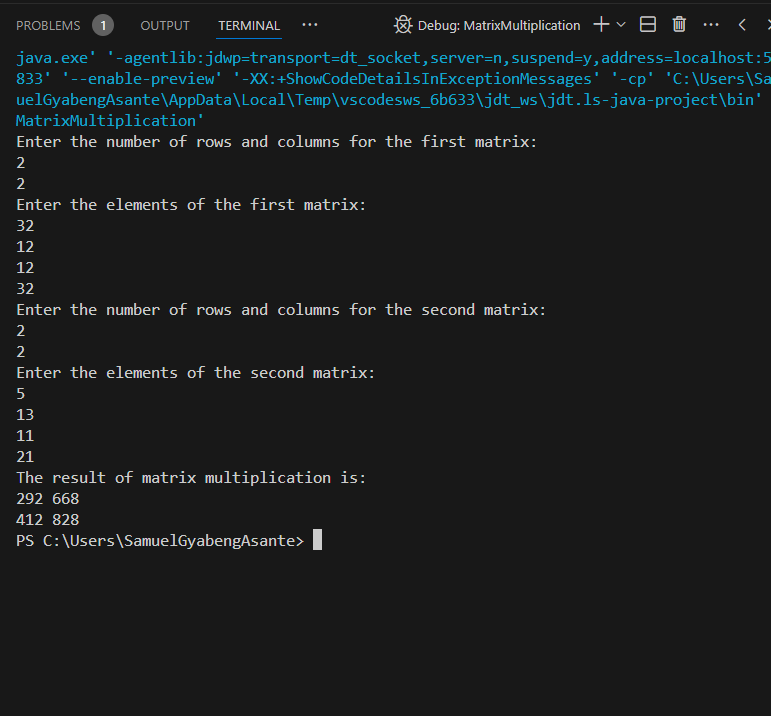 PROBLEMS 1 OUTPUT TERMINAL ··· Debug: MatrixMultiplication
java.exe' '-agentlib:jdwp=transport=dt_socket,server=n,suspend=y,address=localhost:5
833' '--enable-preview' '-XX:+ShowCodeDetailsInExceptionMessages' '-cp' 'C:\Users\Sa
uelGyabengAsante\AppData\Local\Temp\vscodesws_6b633\jdt_ws\jdt.ls-java-project\bin'
MatrixMultiplication'
Enter the number of rows and columns for the first matrix:
2
2
Enter the elements of the first matrix:
32
12
12
32
Enter the number of rows and columns for the second matrix:
2
2
Enter the elements of the second matrix:
5
13
11
21
The result of matrix multiplication is:
292 668
412 828
PS C:\Users\SamuelGyabengAsante>